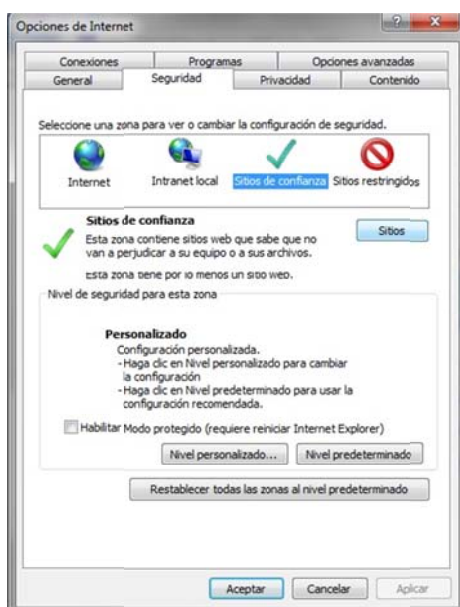 Opciones de Internet
Conexiones Programas Opciones avanzadas
General Seguridad Privacidad Contenido
Seleccione una zona para ver o cambiar la configuración de seguridad.
Internet Intranet local Sitios de confianza Sitios restringidos
Sitios de confianza
Sitios
Esta zona contiene sitios web que sabe que no
van a perjudicar a su equipo o a sus archivos.
Esta zona tiene por lo menos un sitio web.
Nivel de seguridad para esta zona
Personalizado
Configuración personalizada.
-Haga clic en Nivel personalizado para cambiar
la configuración
-Haga clic en Nivel predeterminado para usar la
configuración recomendada.
Habilitar Modo protegido (requiere reiniciar Internet Explorer)
Nivel personalizado... Nivel predeterminado
Restablecer todas las zonas al nivel predeterminado
Aceptar Cancelar Aplicar